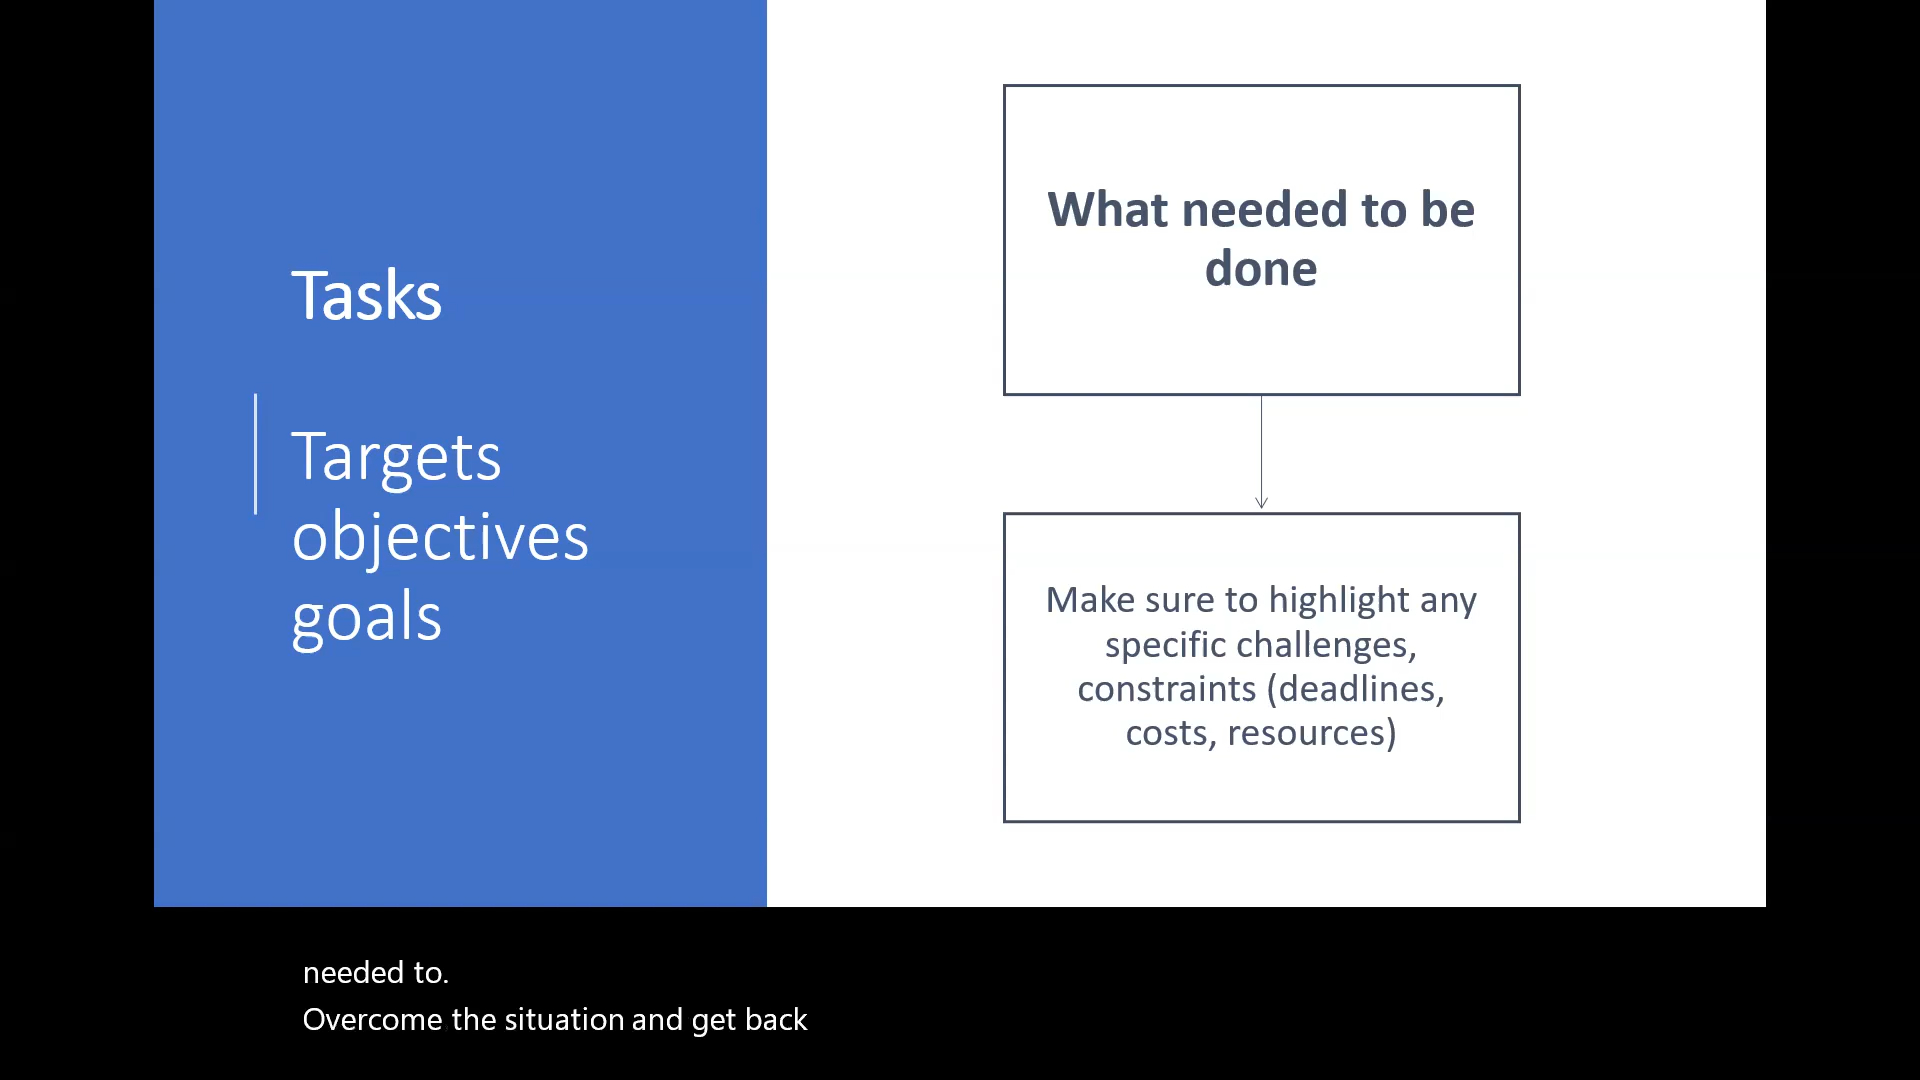 Tasks
Targets
objectives
goals
What needed to be
done
Make sure to highlight any
specific challenges,
constraints (deadlines,
costs, resources)
needed to.
Overcome the situation and get back